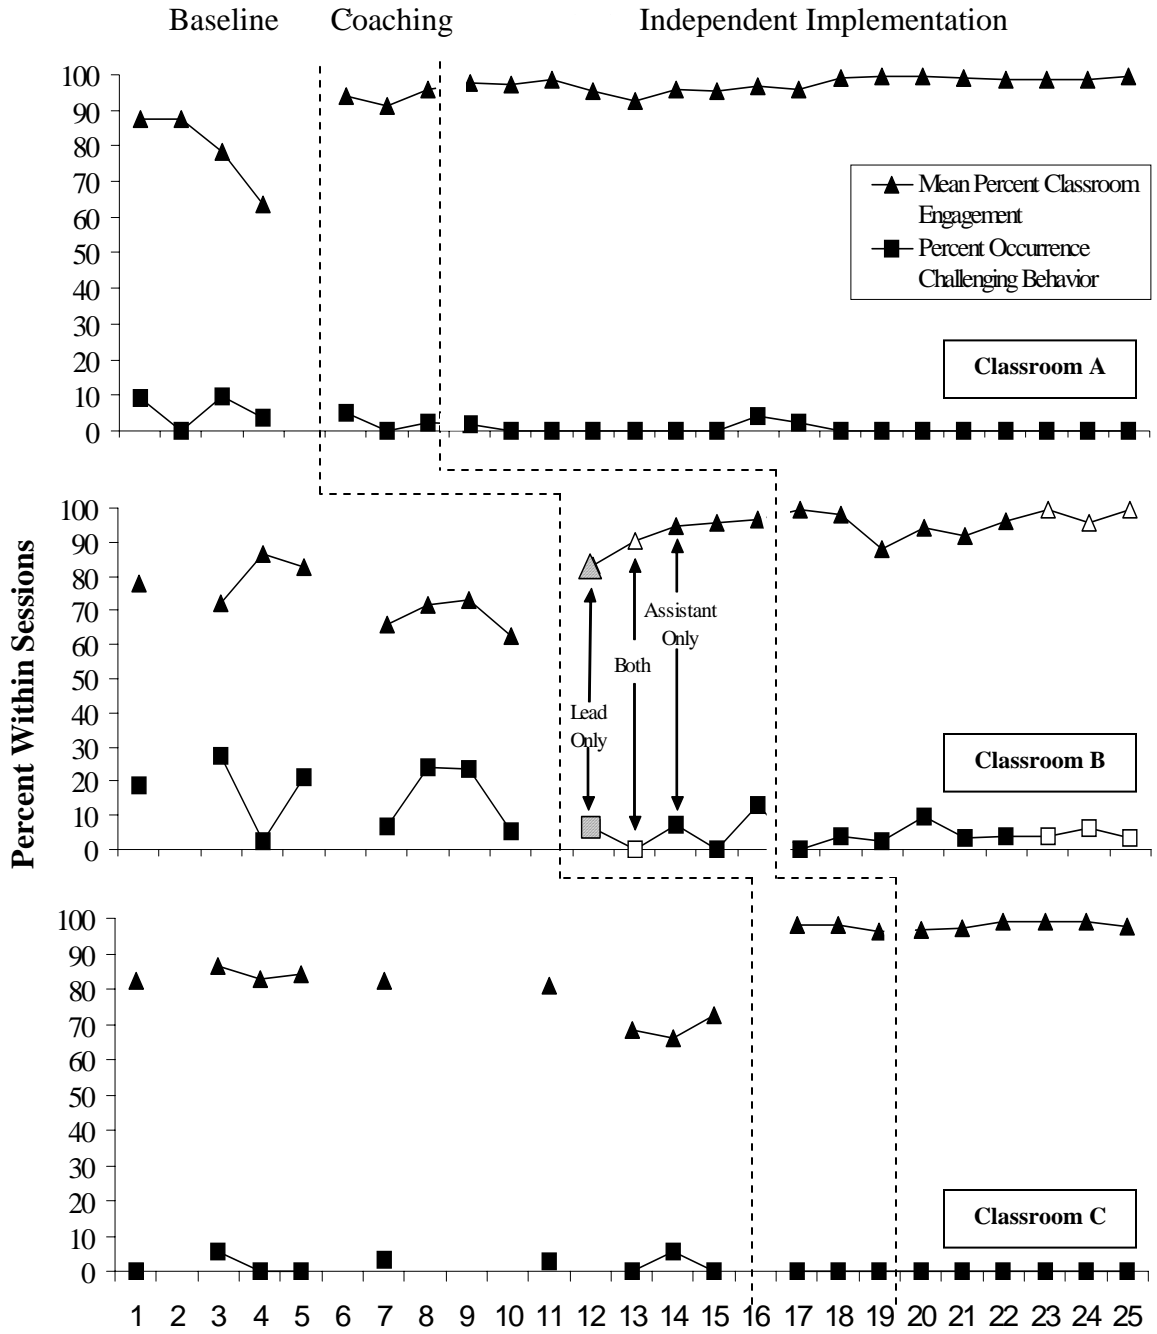 Baseline Coaching Independent Implementation
100
90
80
70
60
50
40
30
20
10
0
Mean Percent Classroom
Engagement
Percent Occurrence
Challenging Behavior
Classroom A
Percent Within Sessions
100
90
80
70
60
50
40
30
20
10
0
Assistant
Only
Both
Lead
Only
Classroom B
100
90
80
70
60
50
40
30
20
10
0
Classroom C
1 2 3 4 5 6 7 8 9 10 11 12 13 14 15 16 17 18 19 20 21 22 23 24 25